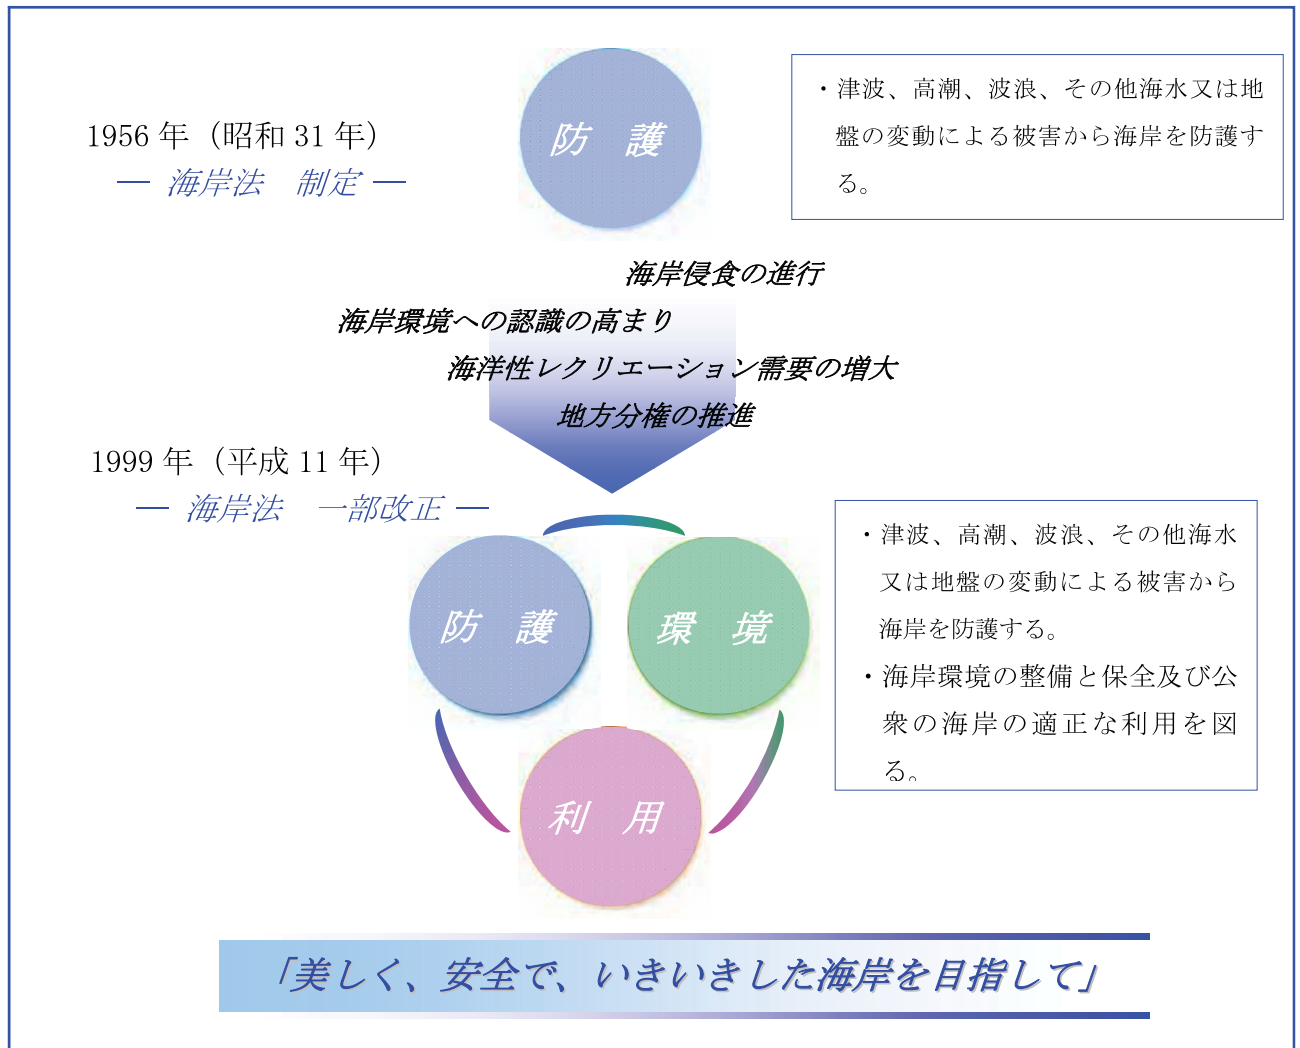 防　護
・津波、高潮、波浪、その他海水又は地
盤の変動による被害から海岸を防護す
る。
1956 年（昭和 31 年）
― 海岸法　制定 ―
海岸侵食の進行
海岸環境への認識の高まり
海洋性レクリエーション需要の増大
地方分権の推進
1999 年（平成 11 年）
― 海岸法　一部改正 ―
防　護
環　境
利　用
・津波、高潮、波浪、その他海水
又は地盤の変動による被害から
海岸を防護する。
・海岸環境の整備と保全及び公
衆の海岸の適正な利用を図
る。
「美しく、安全で、いきいきした海岸を目指して」